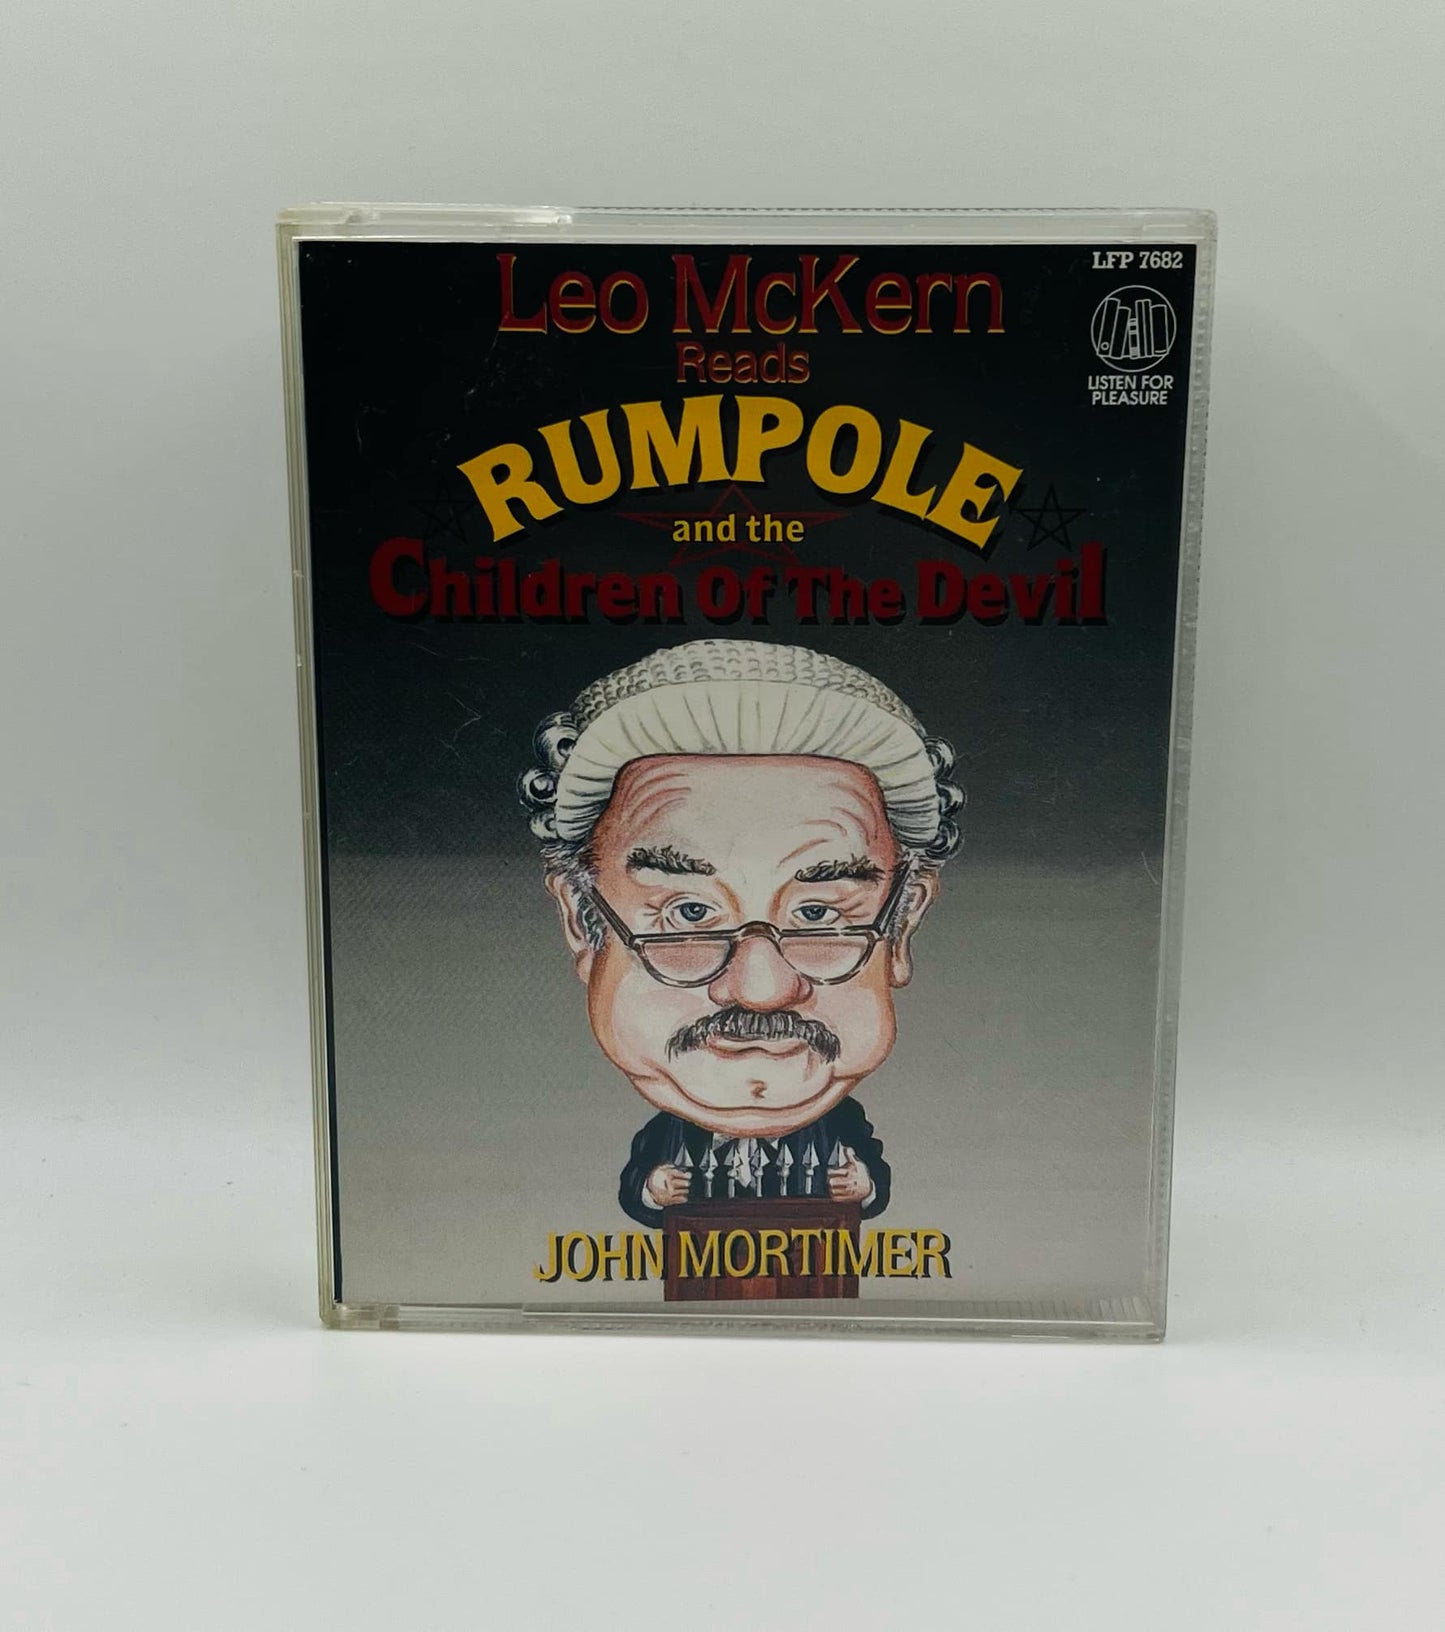 Leo McKern
LFP 7682
Reads
LISTEN FOR
PLEASURE
RUMPOLE
and the
Children Of The Devil
JOHN MORTIMER